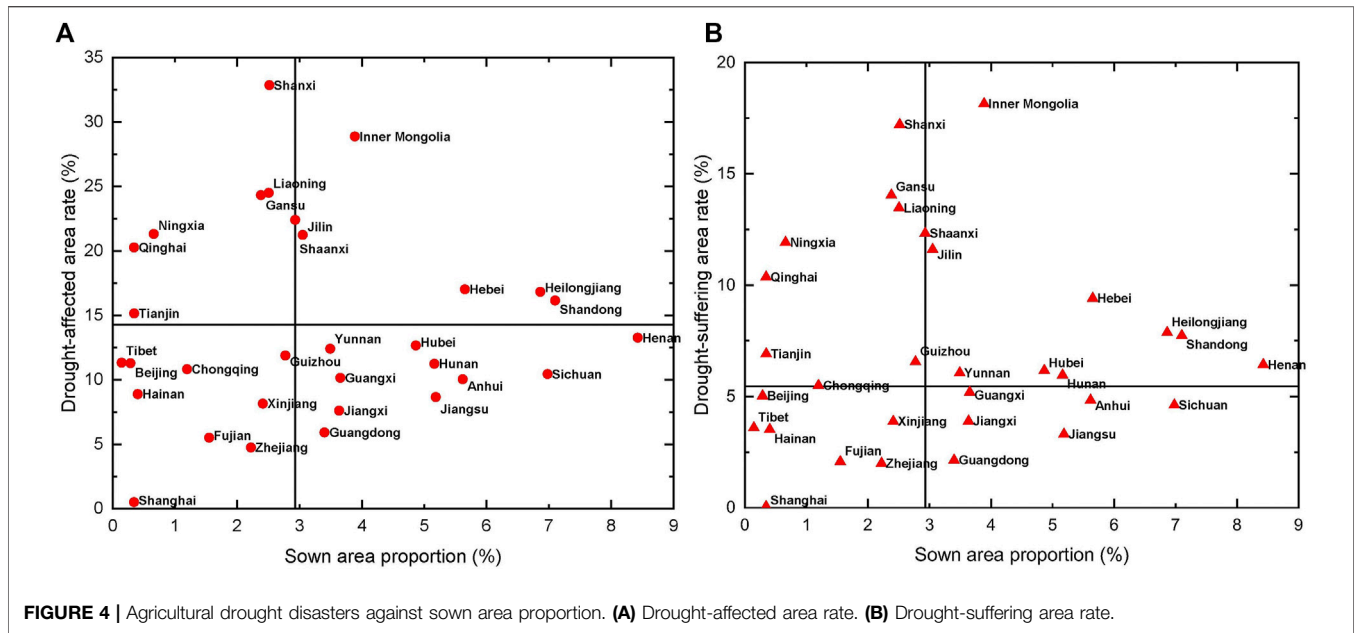 A
35
30
25
20
15
10
5
0
Drought-affected area rate (%)
Shanxi
Inner Mongolia
Liaoning
Gansu
Ningxia
Jilin
Qinghai
Shaanxi
Hebei
Heilongjiang
Shandong
Tianjin
Henan
Yunnan
Hubei
Tibet
Beijing
Guizhou
Hunan
Chongqing
Guangxi
Anhui
Sichuan
Hainan
Xinjiang
Jiangxi
Jiangsu
Fujian
Guangdong
Zhejiang
Shanghai
0 1 2 3 4 5 6 7 8 9
Sown area proportion (%)
B
20
15
10
5
0
Drought-suffering area rate (%)
Inner Mongolia
Shanxi
Gansu
Liaoning
Shaanxi
Ningxia
Jilin
Qinghai
Hebei
Heilongjiang
Shandong
Tianjin
Guizhou
Henan
Hubei
Yunnan
Hunan
Chongqing
Beijing
Guangxi
Anhui
Sichuan
Tibet
Hainan
Xinjiang
Jiangxi
Jiangsu
Fujian
Zhejiang
Guangdong
Shanghai
0 1 2 3 4 5 6 7 8 9
Sown area proportion (%)
FIGURE 4 | Agricultural drought disasters against sown area proportion. (A) Drought-affected area rate. (B) Drought-suffering area rate.